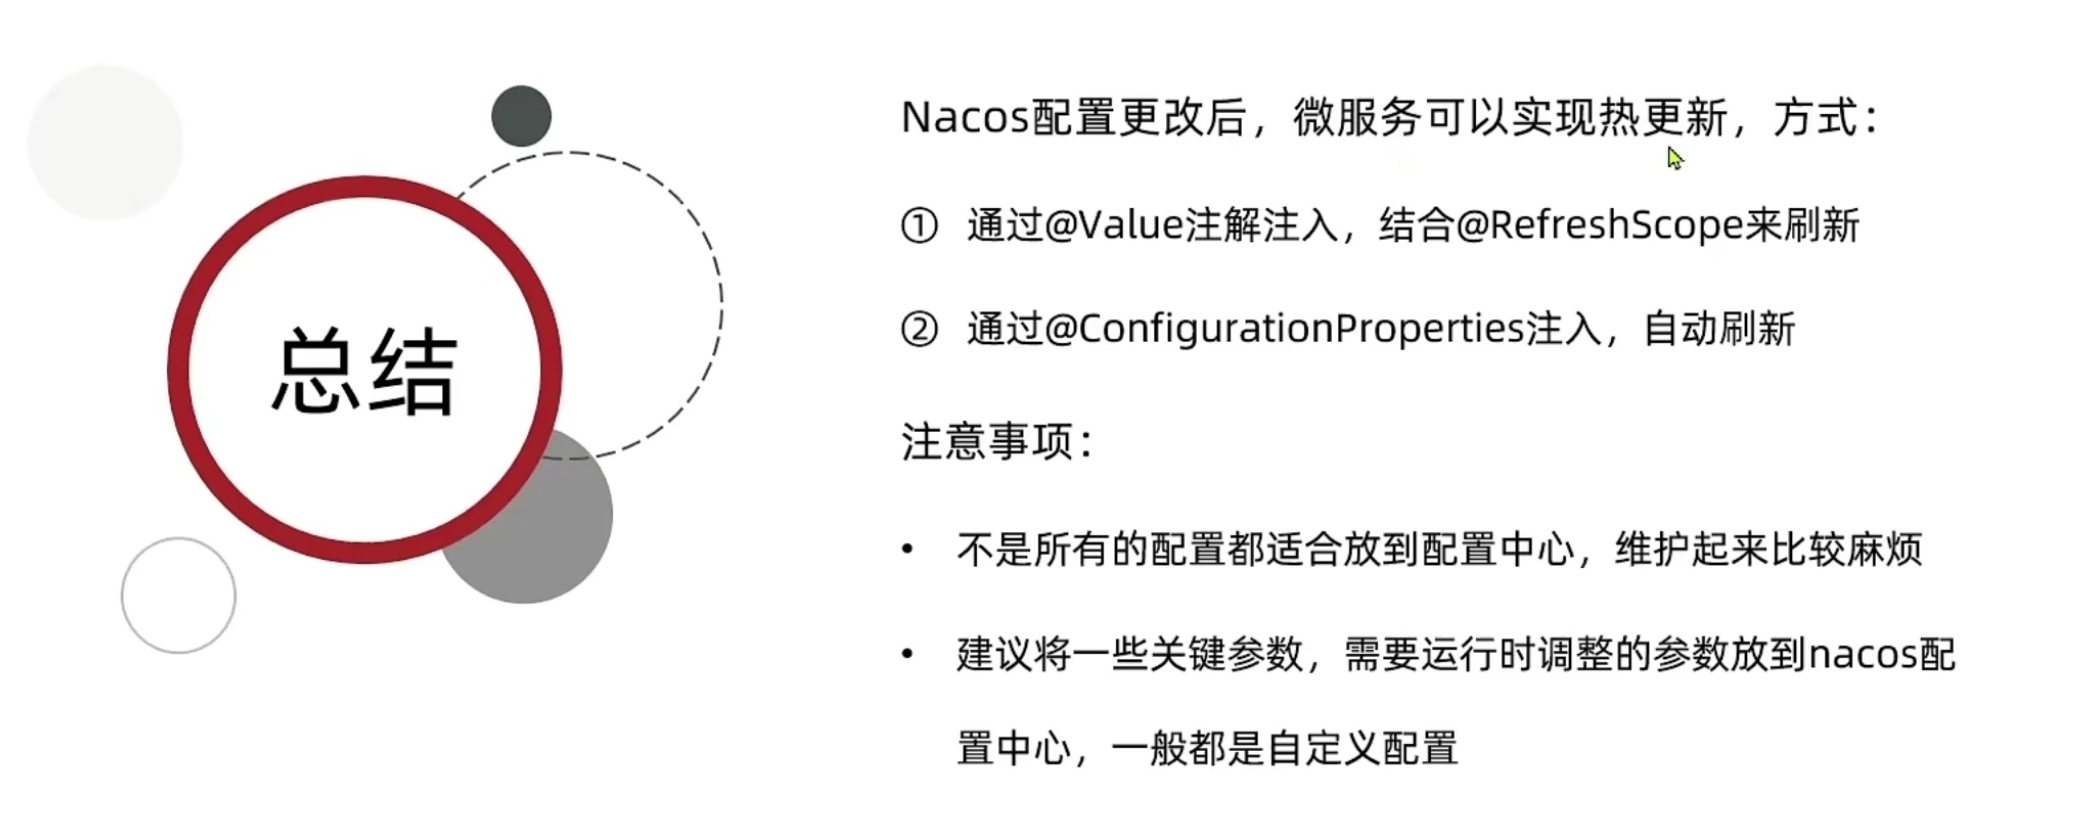 总结
Nacos配置更改后，微服务可以实现热更新，方式：
① 通过@Value注解注入，结合@RefreshScope来刷新
② 通过@ConfigurationProperties注入，自动刷新
注意事项：
• 不是所有的配置都适合放到配置中心，维护起来比较麻烦
• 建议将一些关键参数，需要运行时调整的参数放到nacos配
置中心，一般都是自定义配置